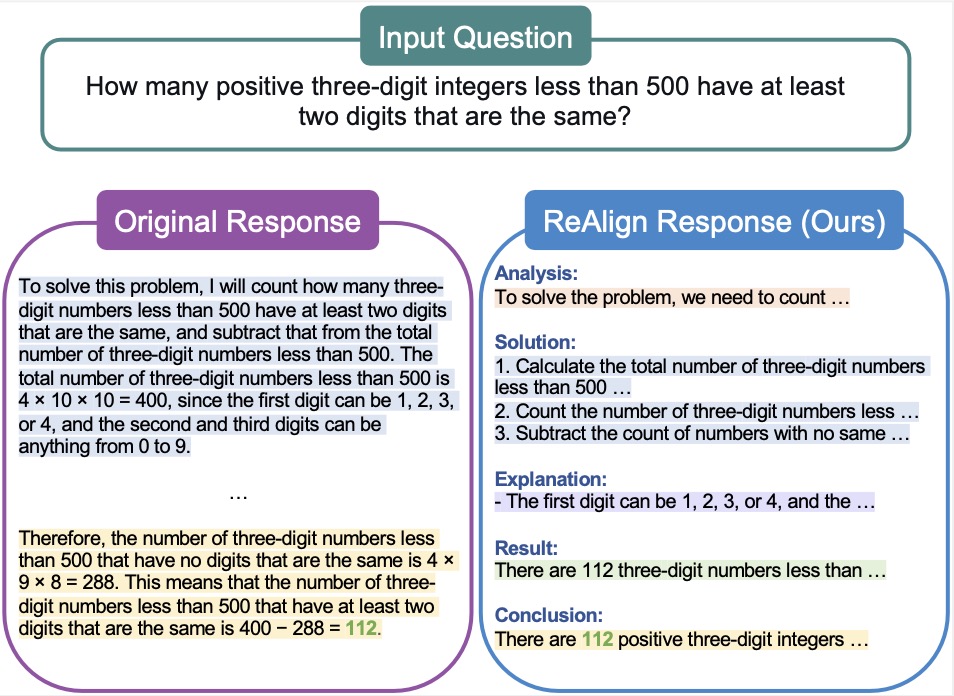 Input Question
How many positive three-digit integers less than 500 have at least
two digits that are the same?
Original Response
To solve this problem, I will count how many three-
digit numbers less than 500 have at least two digits
that are the same, and subtract that from the total
number of three-digit numbers less than 500. The
total number of three-digit numbers less than 500 is
4 × 10 × 10 = 400, since the first digit can be 1, 2, 3,
or 4, and the second and third digits can be
anything from 0 to 9.
...
Therefore, the number of three-digit numbers less
than 500 that have no digits that are the same is 4 ×
9 × 8 = 288. This means that the number of three-
digit numbers less than 500 that have at least two
digits that are the same is 400 − 288 = 112.
ReAlign Response (Ours)
Analysis:
To solve the problem, we need to count ...
Solution:
1. Calculate the total number of three-digit numbers
less than 500 ...
2. Count the number of three-digit numbers less ...
3. Subtract the count of numbers with no same ...
Explanation:
- The first digit can be 1, 2, 3, or 4, and the ...
Result:
There are 112 three-digit numbers less than ...
Conclusion:
There are 112 positive three-digit integers ...